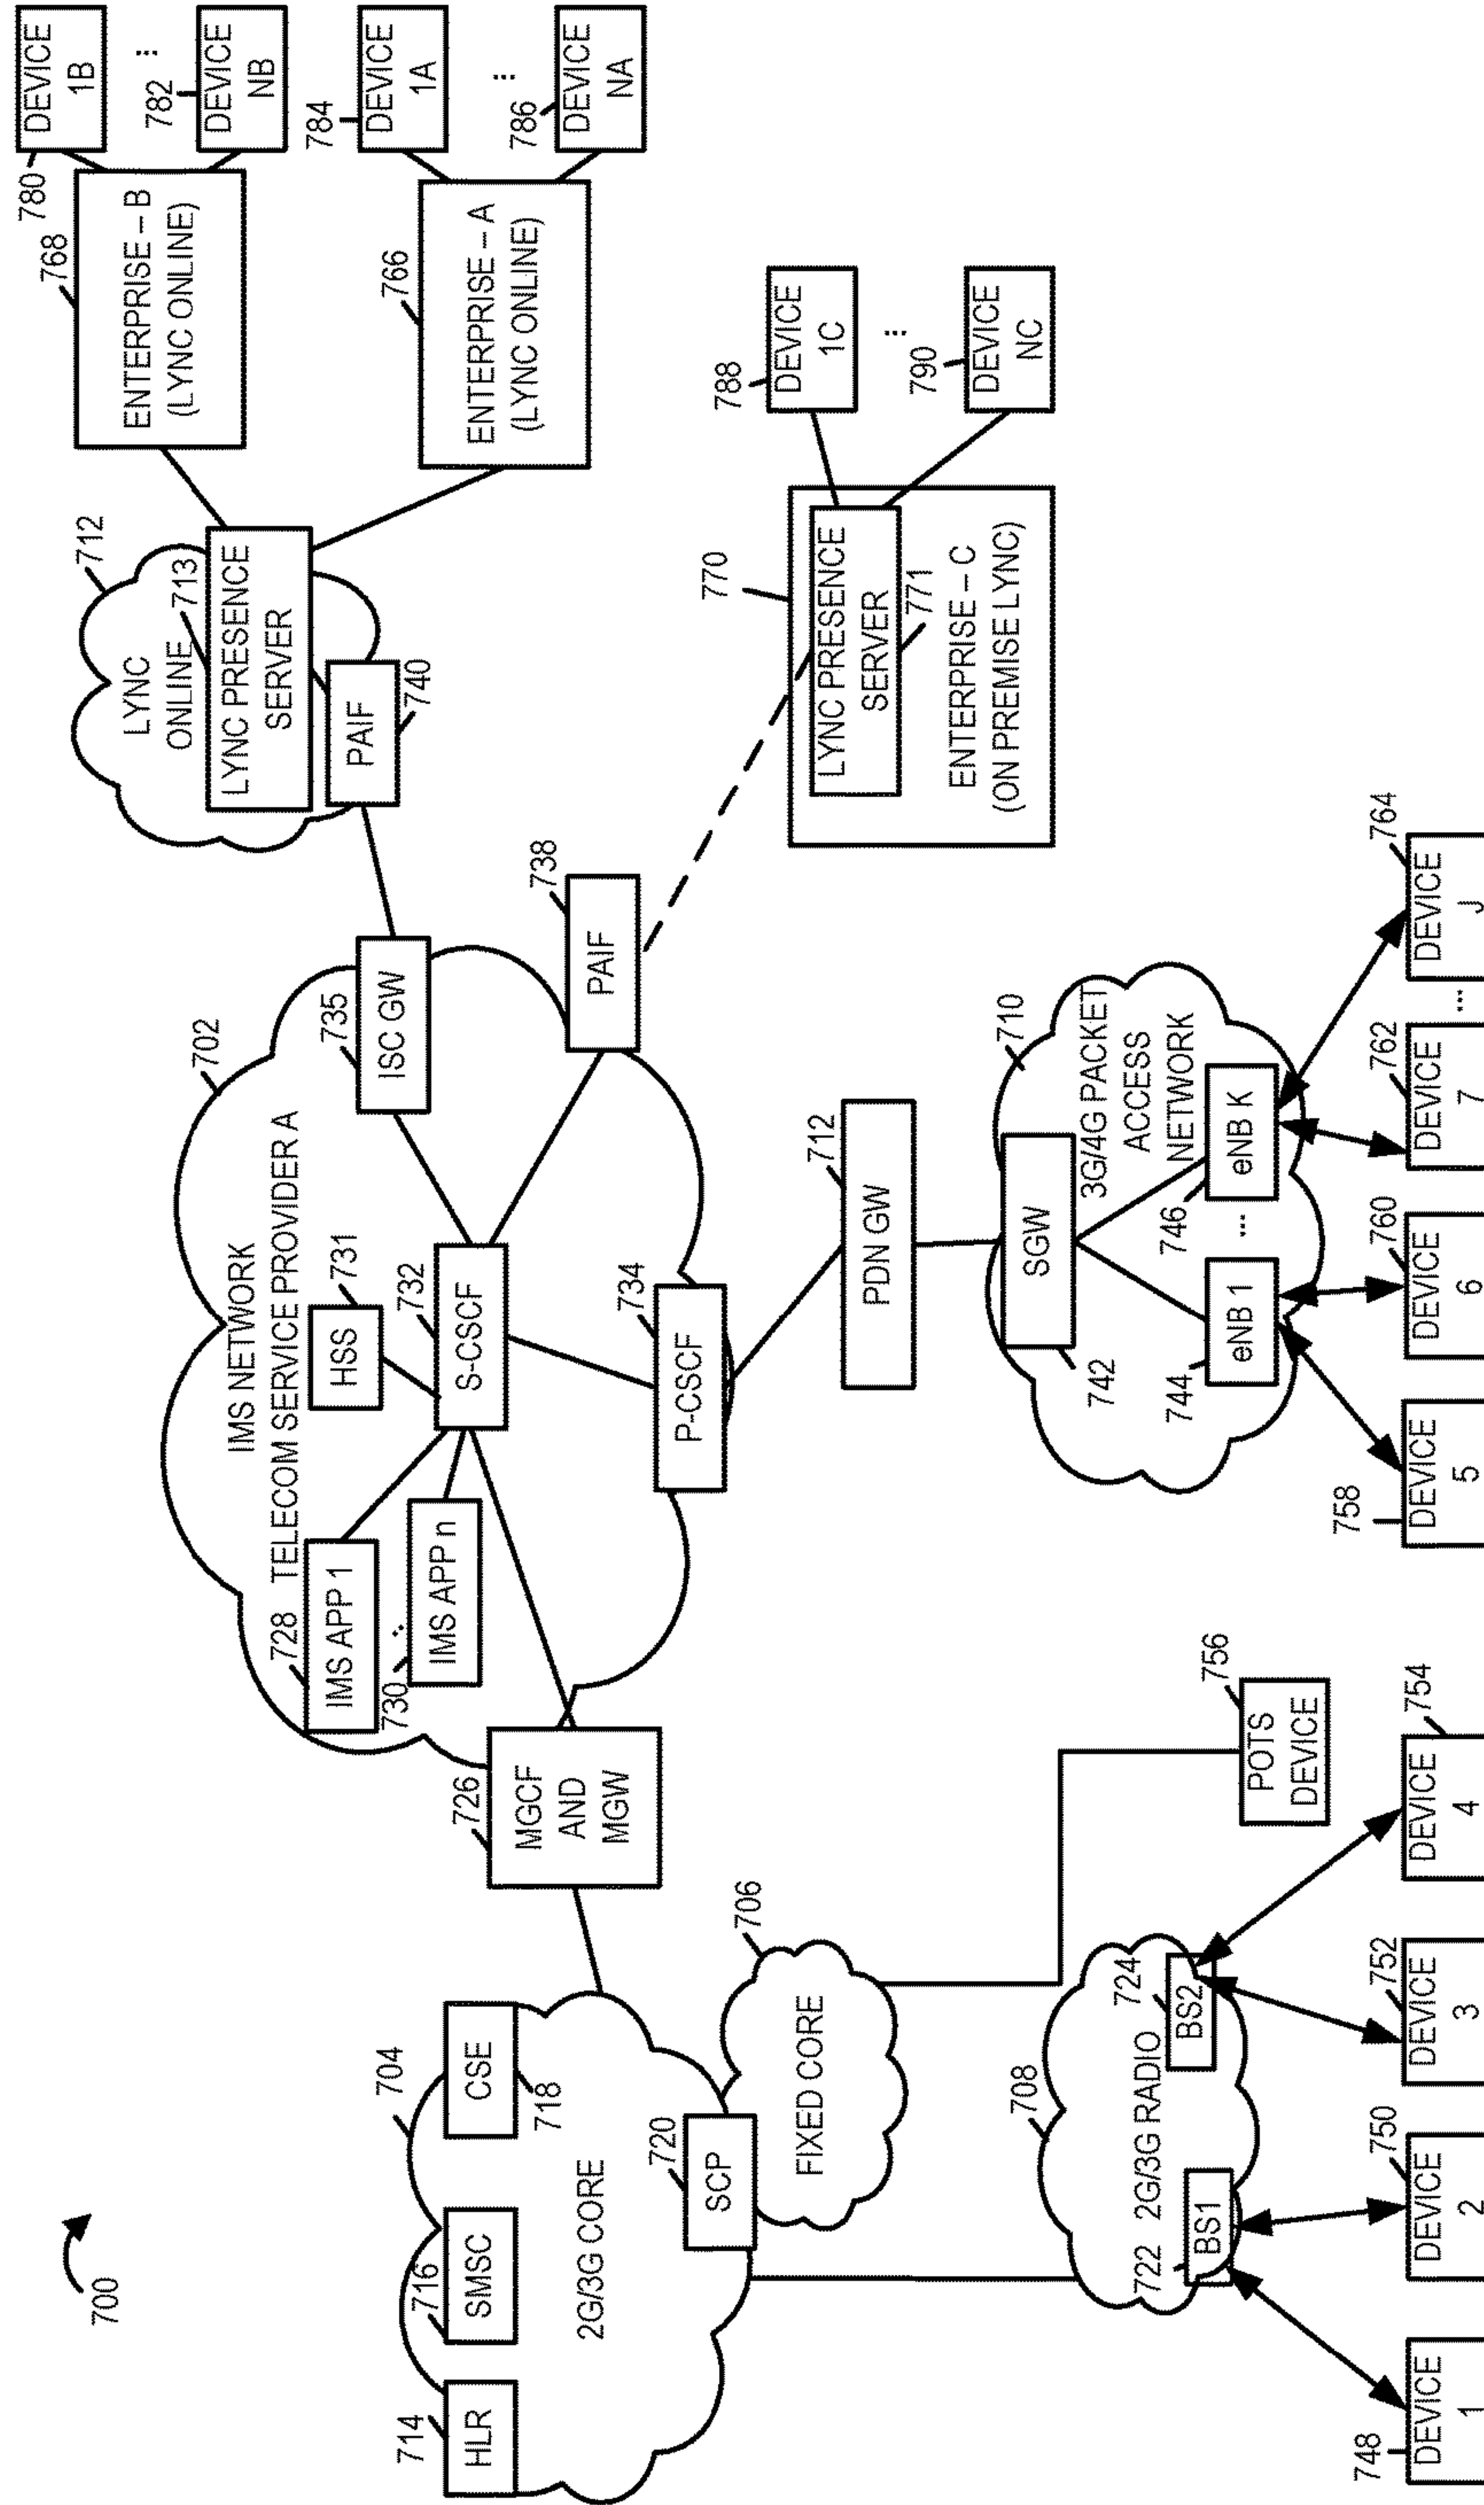 700
704
714
HLR
716
SMSC
CSE
718
2G/3G CORE
720
SCP
706
FIXED CORE
708
722
2G/3G RADIO
BS1
724
BS2
748
DEVICE
1
750
DEVICE
2
752
DEVICE
3
754
DEVICE
4
756
POTS
DEVICE
726
MGCF
AND
MGW
702
IMS NETWORK
TELECOM SERVICE PROVIDER A
728
IMS APP 1
...
730
IMS APP n
HSS
731
732
S-CSCF
734
P-CSCF
735
ISC GW
738
PAIF
712
PDN GW
710
3G/4G PACKET
ACCESS
NETWORK
SGW
742
744
eNB 1
...
746
eNB K
758
DEVICE
5
760
DEVICE
6
762
DEVICE
7
...
764
DEVICE
J
712
LYNC
ONLINE
713
LYNC PRESENCE
SERVER
PAIF
740
768
ENTERPRISE – B
(LYNC ONLINE)
766
ENTERPRISE – A
(LYNC ONLINE)
780
DEVICE
1B
...
782
DEVICE
NB
784
DEVICE
1A
...
786
DEVICE
NA
770
LYNC PRESENCE
SERVER
771
ENTERPRISE – C
(ON PREMISE LYNC)
788
DEVICE
1C
...
790
DEVICE
NC